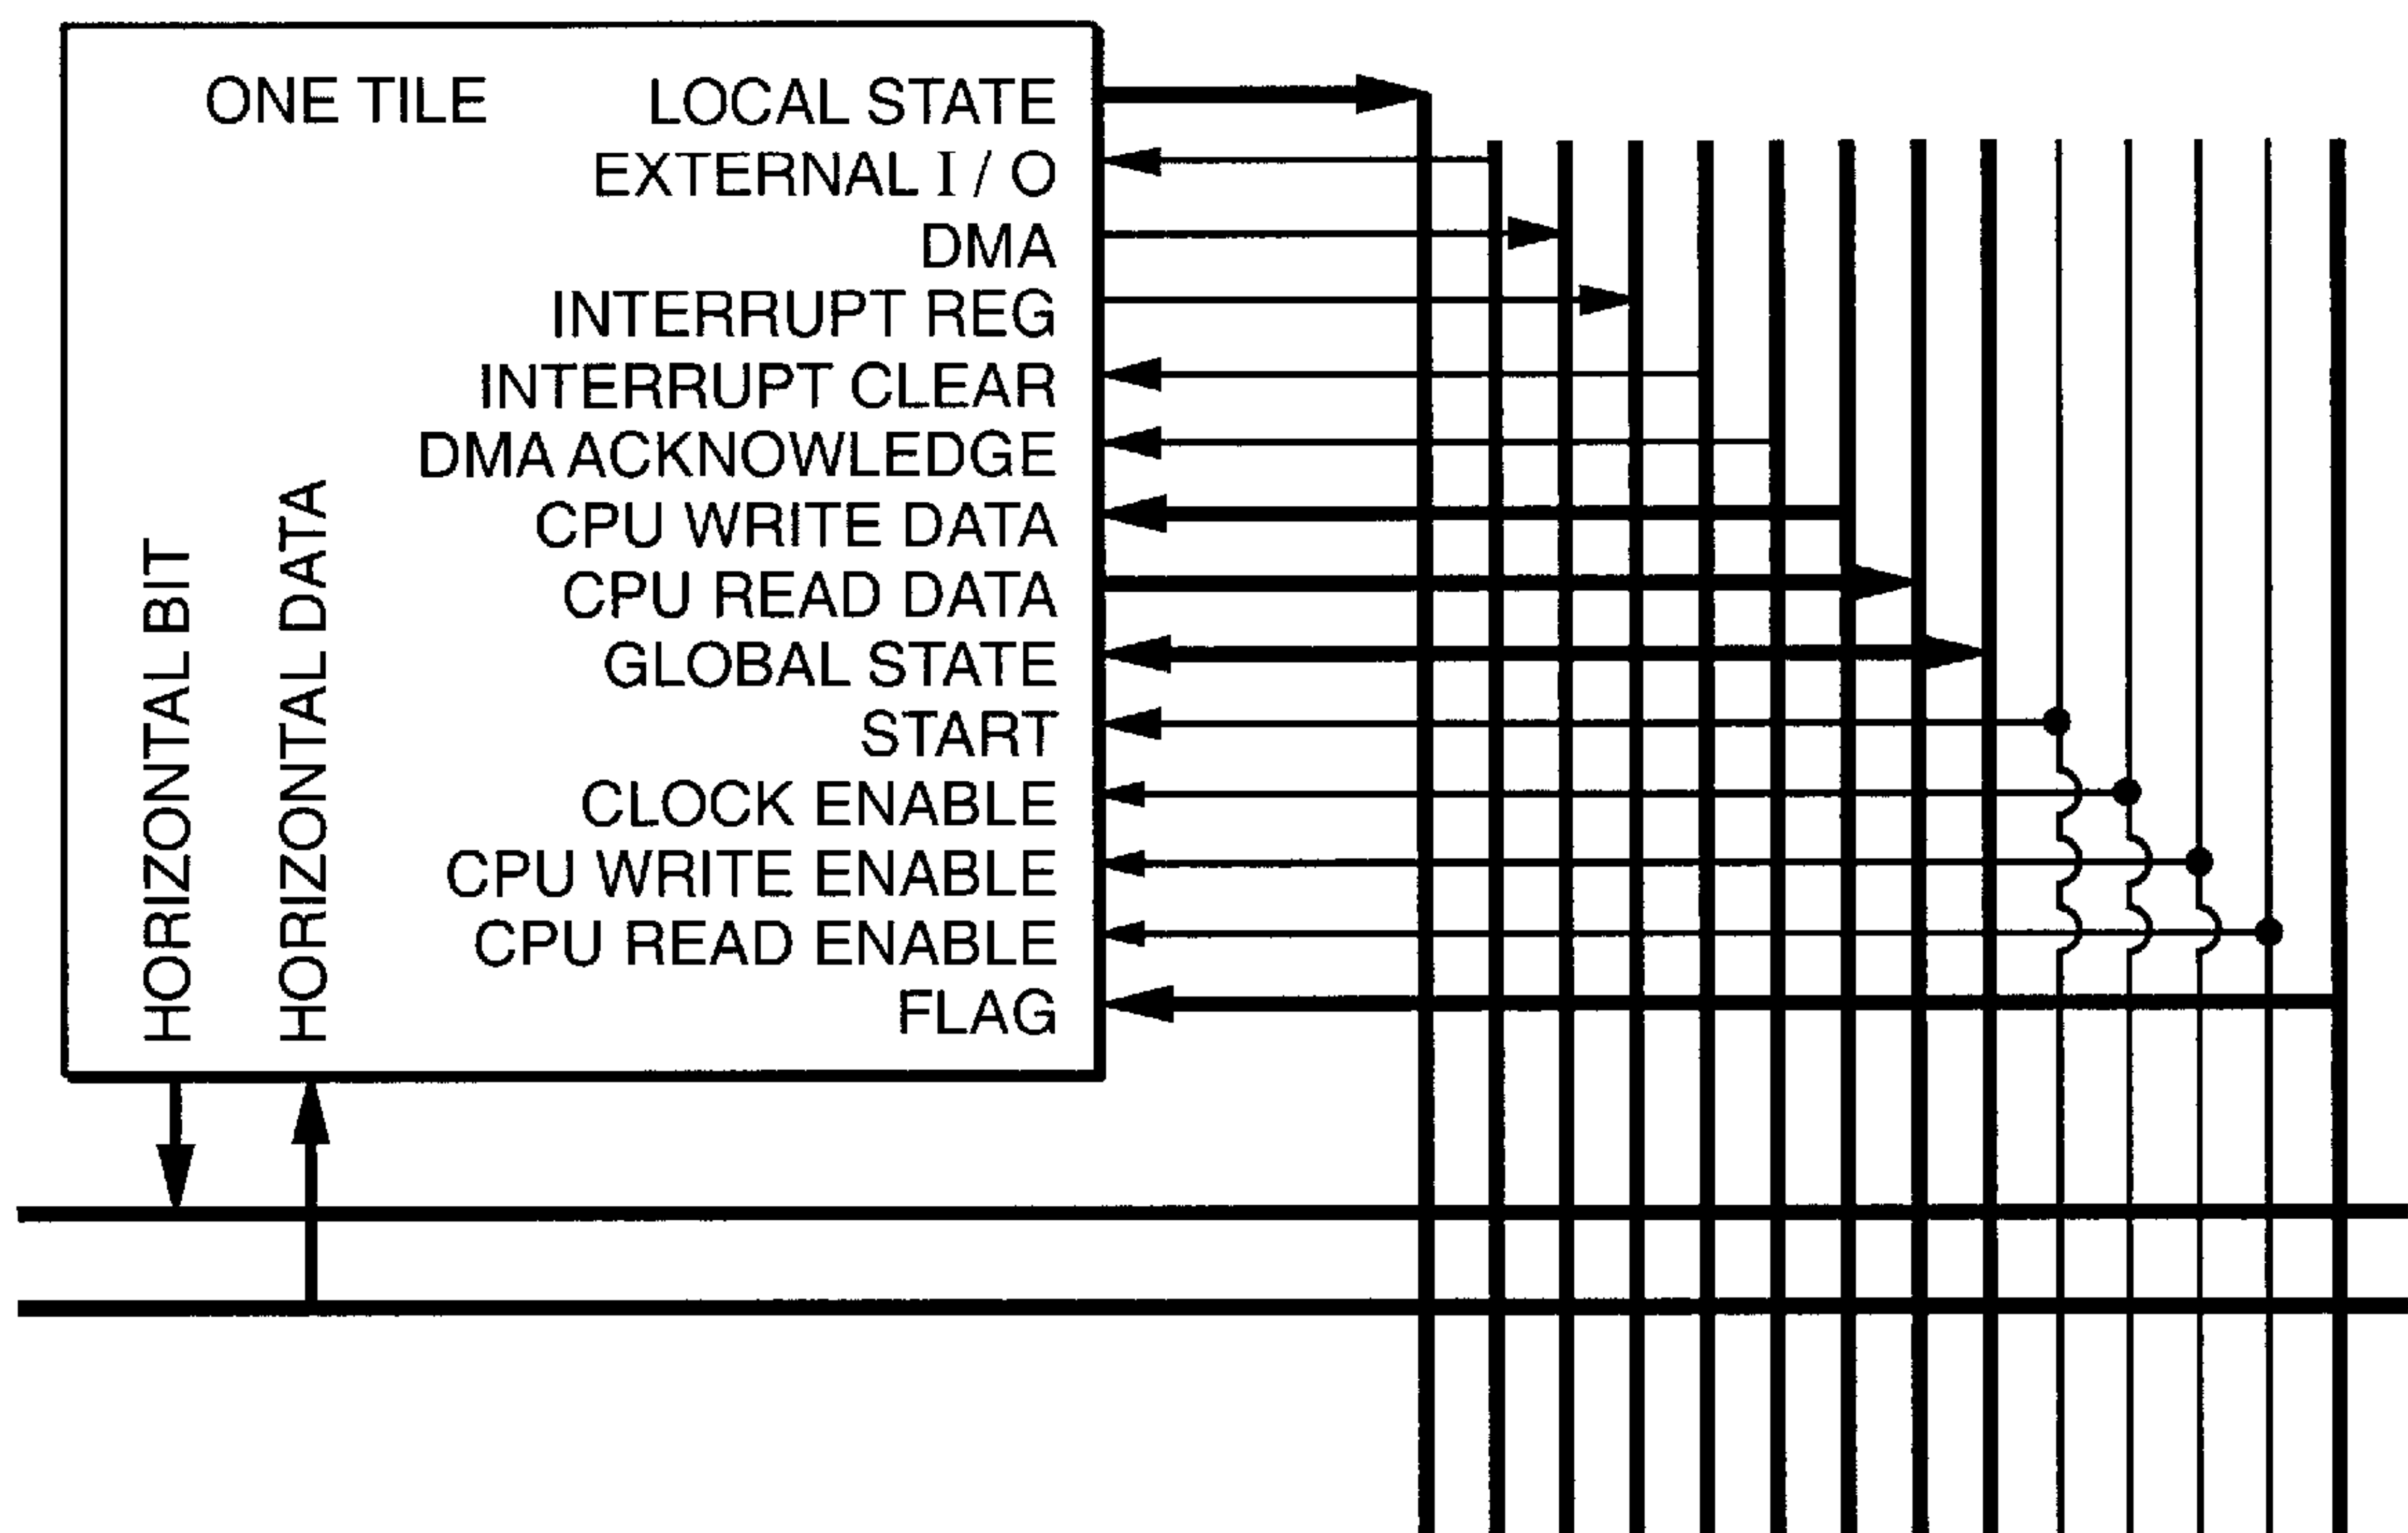 ONE TILE
LOCAL STATE
EXTERNAL I / O
DMA
INTERRUPT REG
INTERRUPT CLEAR
DMA ACKNOWLEDGE
CPU WRITE DATA
CPU READ DATA
GLOBAL STATE
START
CLOCK ENABLE
CPU WRITE ENABLE
CPU READ ENABLE
FLAG
HORIZONTAL BIT
HORIZONTAL DATA